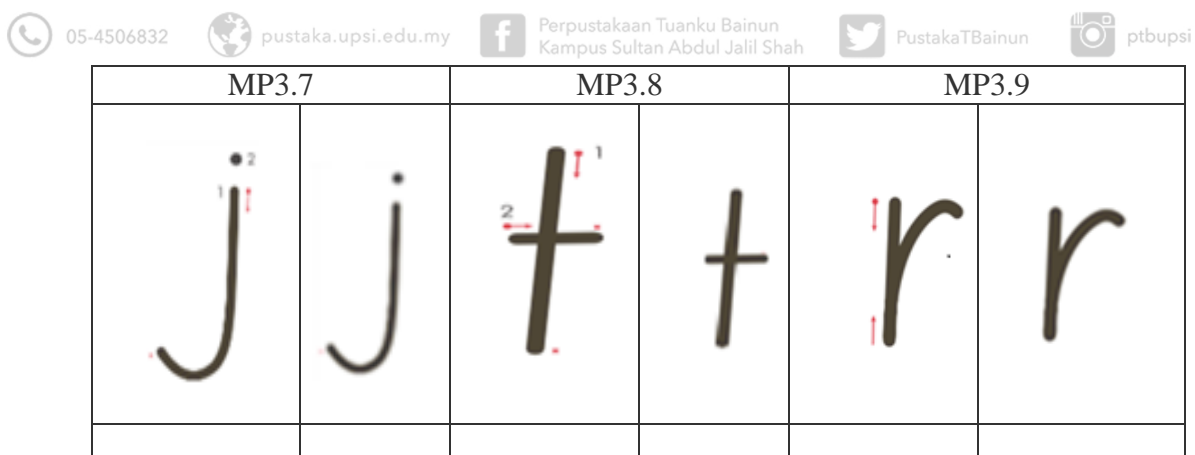 05-4506832 pustaka.upsi.edu.my f Perpustakaan Tuanku Bainun PustakaTBainun ptbupsi
Kampus Sultan Abdul Jalil Shah
MP3.7 MP3.8 MP3.9
2 1
1 2
j j t t r r